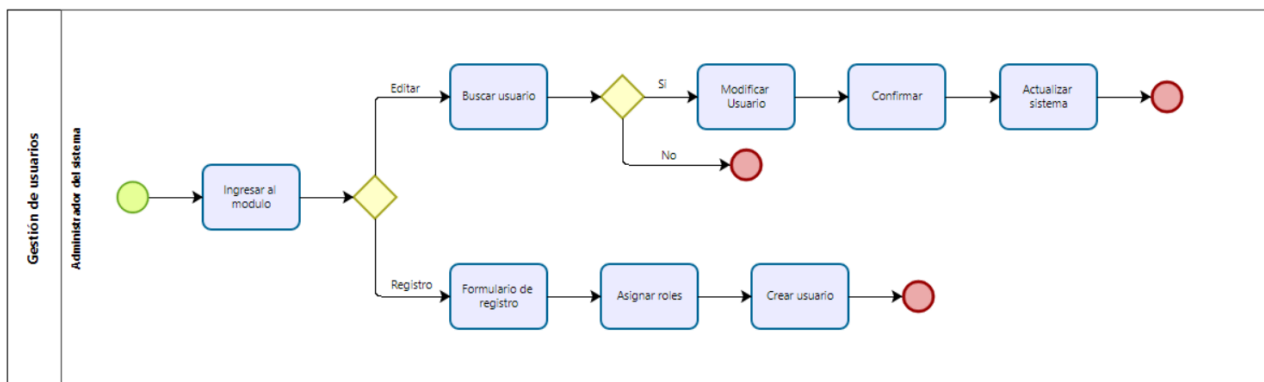 Gestión de usuarios
Administrador del sistema
Ingresar al
modulo
Editar
Buscar usuario
Si
Modificar
Usuario
Confirmar
Actualizar
sistema
No
Registro
Formulario de
registro
Asignar roles
Crear usuario